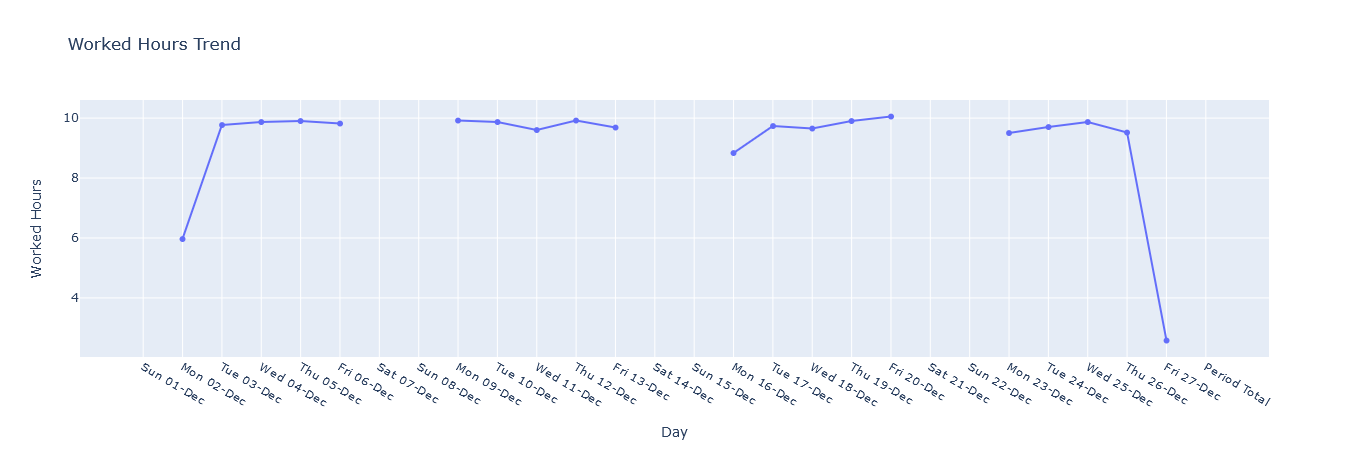 Worked Hours Trend
10
8
6
4
Worked Hours
Sun 01-Dec
Mon 02-Dec
Tue 03-Dec
Wed 04-Dec
Thu 05-Dec
Fri 06-Dec
Sat 07-Dec
Sun 08-Dec
Mon 09-Dec
Tue 10-Dec
Wed 11-Dec
Thu 12-Dec
Fri 13-Dec
Sat 14-Dec
Sun 15-Dec
Mon 16-Dec
Tue 17-Dec
Wed 18-Dec
Thu 19-Dec
Fri 20-Dec
Sat 21-Dec
Sun 22-Dec
Mon 23-Dec
Tue 24-Dec
Wed 25-Dec
Thu 26-Dec
Fri 27-Dec
Period Total
Day